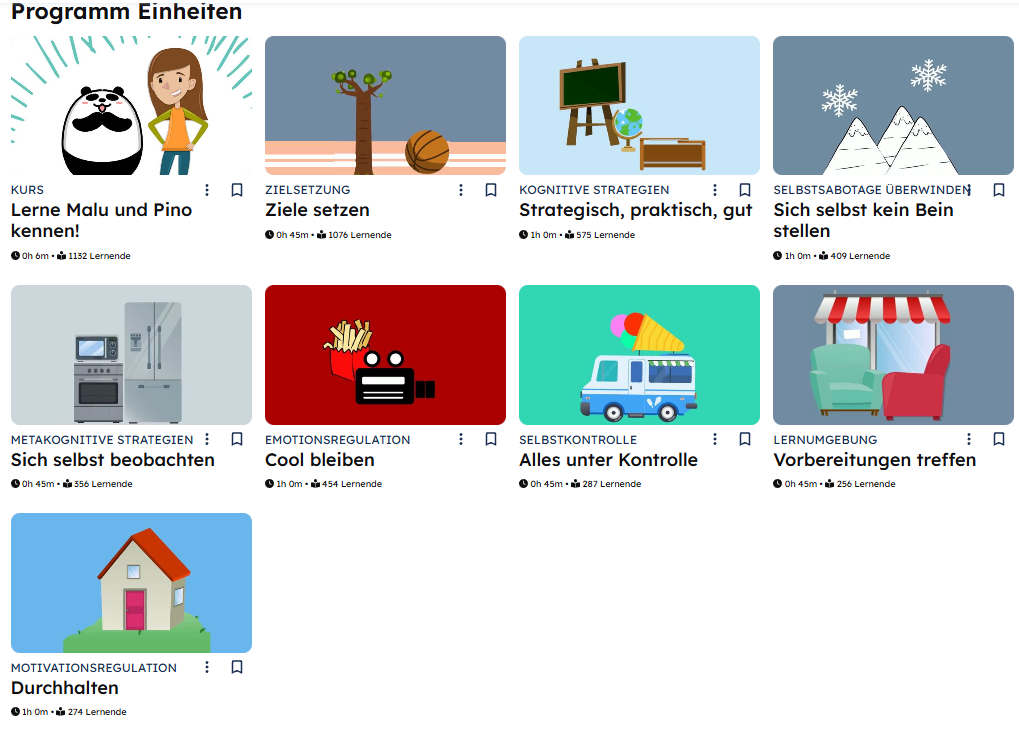 Programm Einheiten
KURS
Lerne Malu und Pino
kennen!
0h 6m • 1132 Lernende
ZIELSETZUNG
Ziele setzen
0h 45m • 1076 Lernende
KOGNITIVE STRATEGIEN
Strategisch, praktisch, gut
1h 0m • 575 Lernende
SELBSTSABOTAGE ÜBERWINDEN
Sich selbst kein Bein
stellen
1h 0m • 409 Lernende
METAKOGNITIVE STRATEGIEN
Sich selbst beobachten
0h 45m • 356 Lernende
EMOTIONSREGULATION
Cool bleiben
1h 0m • 454 Lernende
SELBSTKONTROLLE
Alles unter Kontrolle
0h 45m • 287 Lernende
LERNUMGEBUNG
Vorbereitungen treffen
0h 45m • 256 Lernende
MOTIVATIONSREGULATION
Durchhalten
1h 0m • 274 Lernende